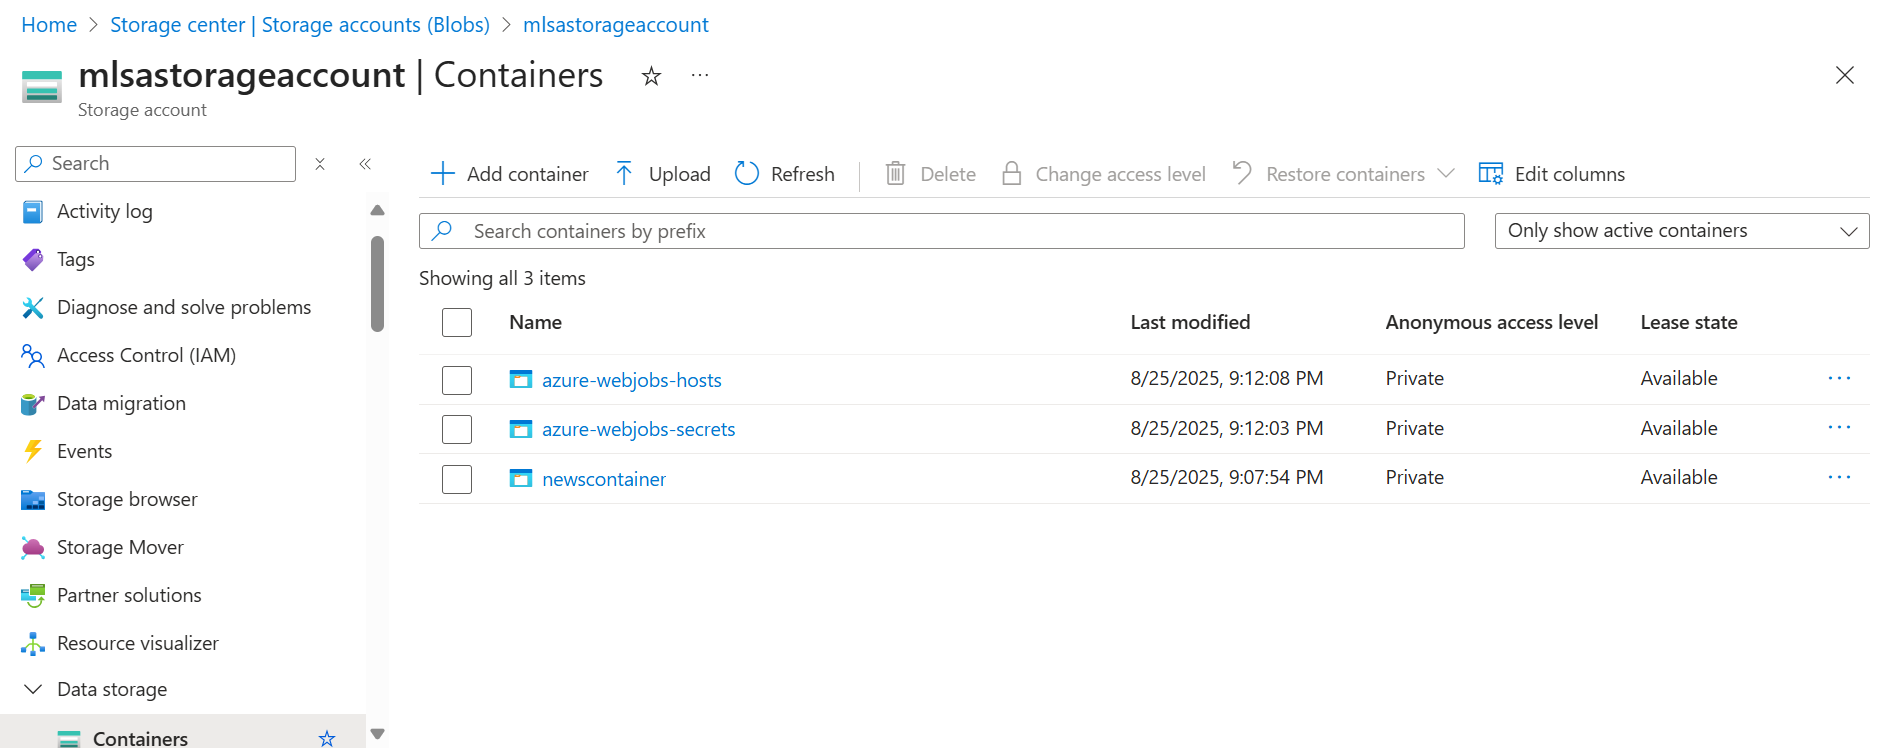 Home > Storage center | Storage accounts (Blobs) > mlsastorageaccount
mlsastorageaccount | Containers ☆ ···
Storage account
Search
Activity log
Tags
Diagnose and solve problems
Access Control (IAM)
Data migration
Events
Storage browser
Storage Mover
Partner solutions
Resource visualizer
Data storage
Containers
Add container Upload Refresh Delete Change access level Restore containers Edit columns
Search containers by prefix Only show active containers
Showing all 3 items
Name Last modified Anonymous access level Lease state
azure-webjobs-hosts 8/25/2025, 9:12:08 PM Private Available ···
azure-webjobs-secrets 8/25/2025, 9:12:03 PM Private Available ···
newscontainer 8/25/2025, 9:07:54 PM Private Available ···